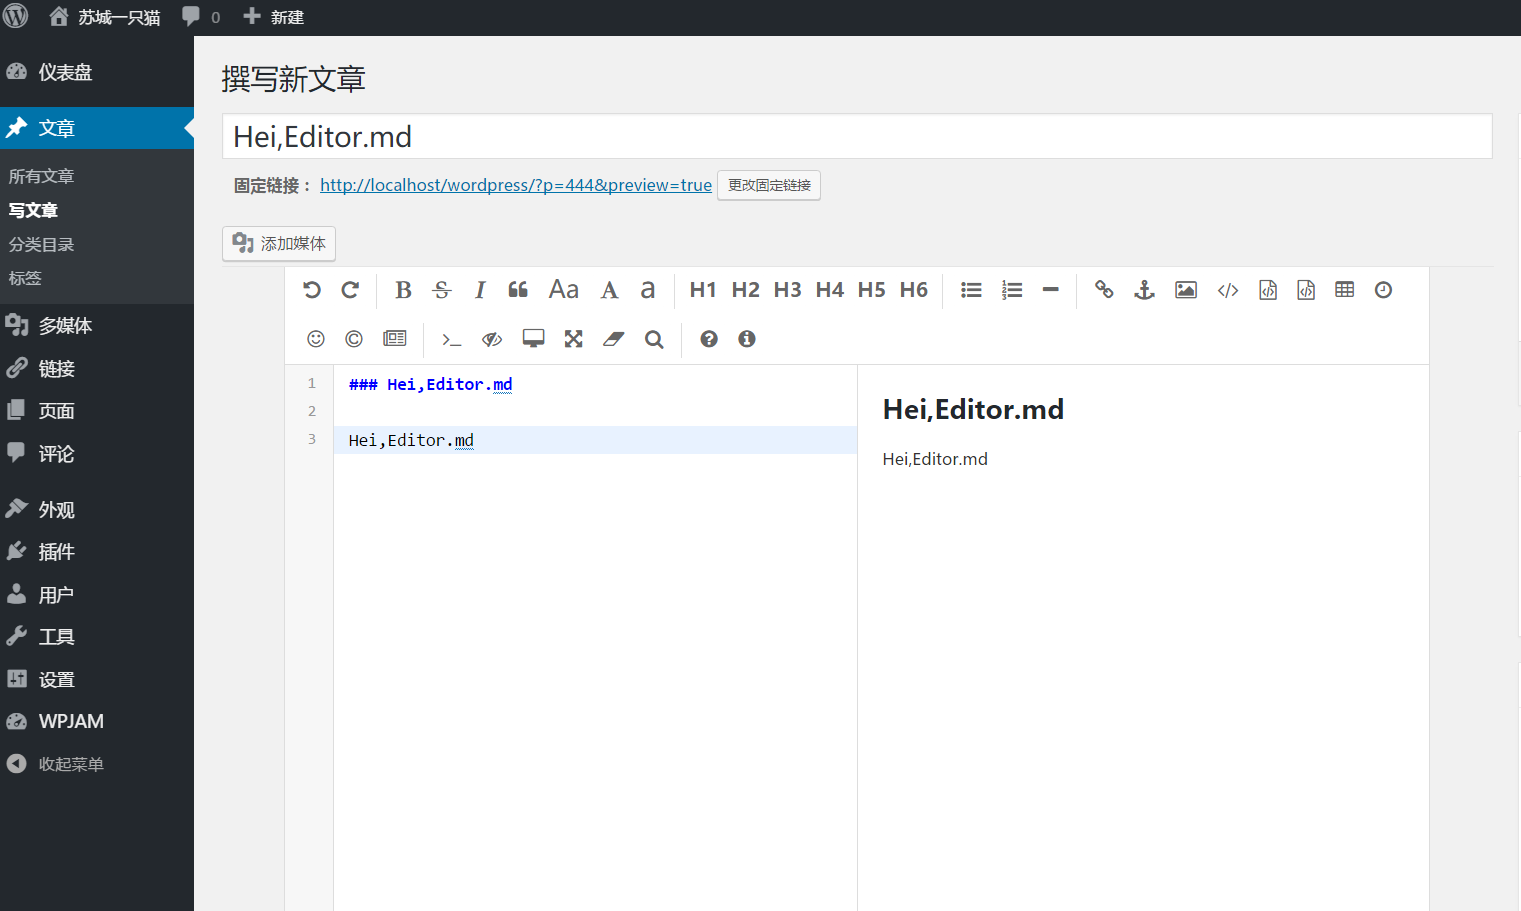 苏城一只猫 0 新建
仪表盘
文章
所有文章
写文章
分类目录
标签
多媒体
链接
页面
评论
外观
插件
用户
工具
设置
WPJAM
收起菜单
撰写新文章
Hei,Editor.md
固定链接： http://localhost/wordpress/?p=444&preview=true 更改固定链接
添加媒体
B S I Aa A a H1 H2 H3 H4 H5 H6
1 ### Hei,Editor.md
2
3 Hei,Editor.md
Hei,Editor.md
Hei,Editor.md